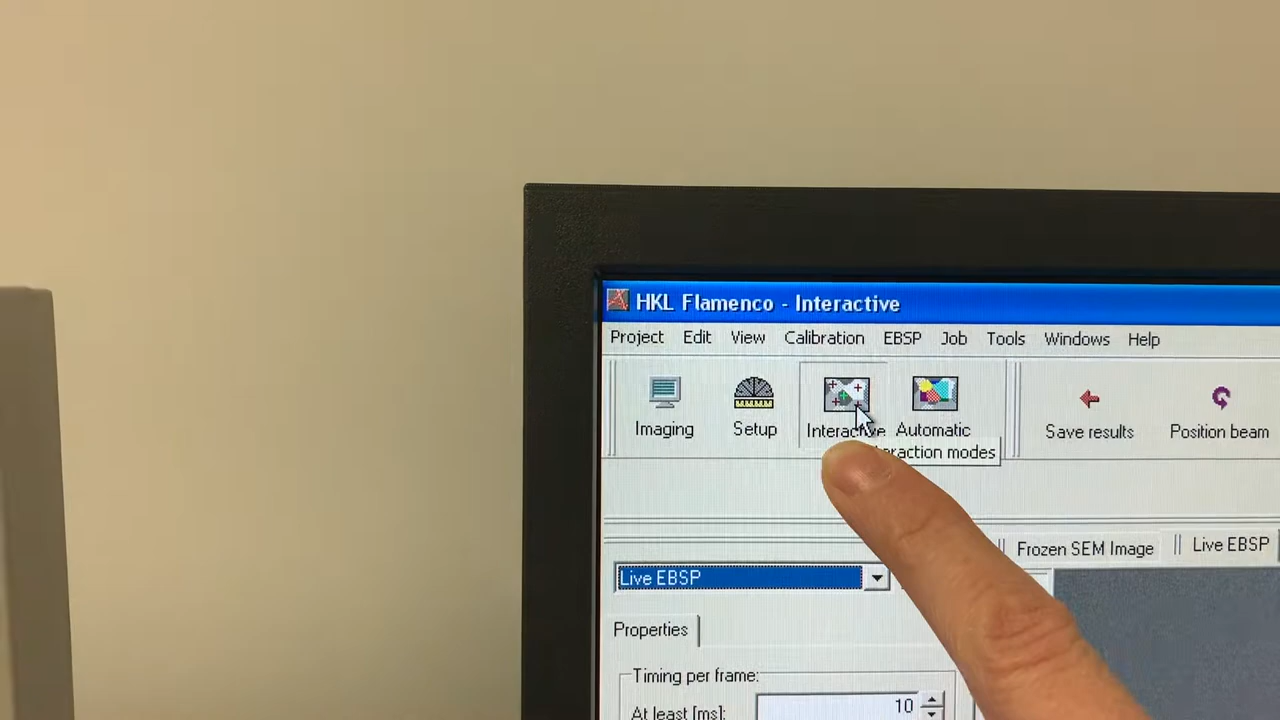 HKL Flamenco - Interactive
Project Edit View Calibration EBSP Job Tools Windows Help
Imaging Setup Interactive Automatic Save results Position beam
modes
Frozen SEM Image Live EBSP
Live EBSP
Properties
Timing per frame:
At least [ms]: 10